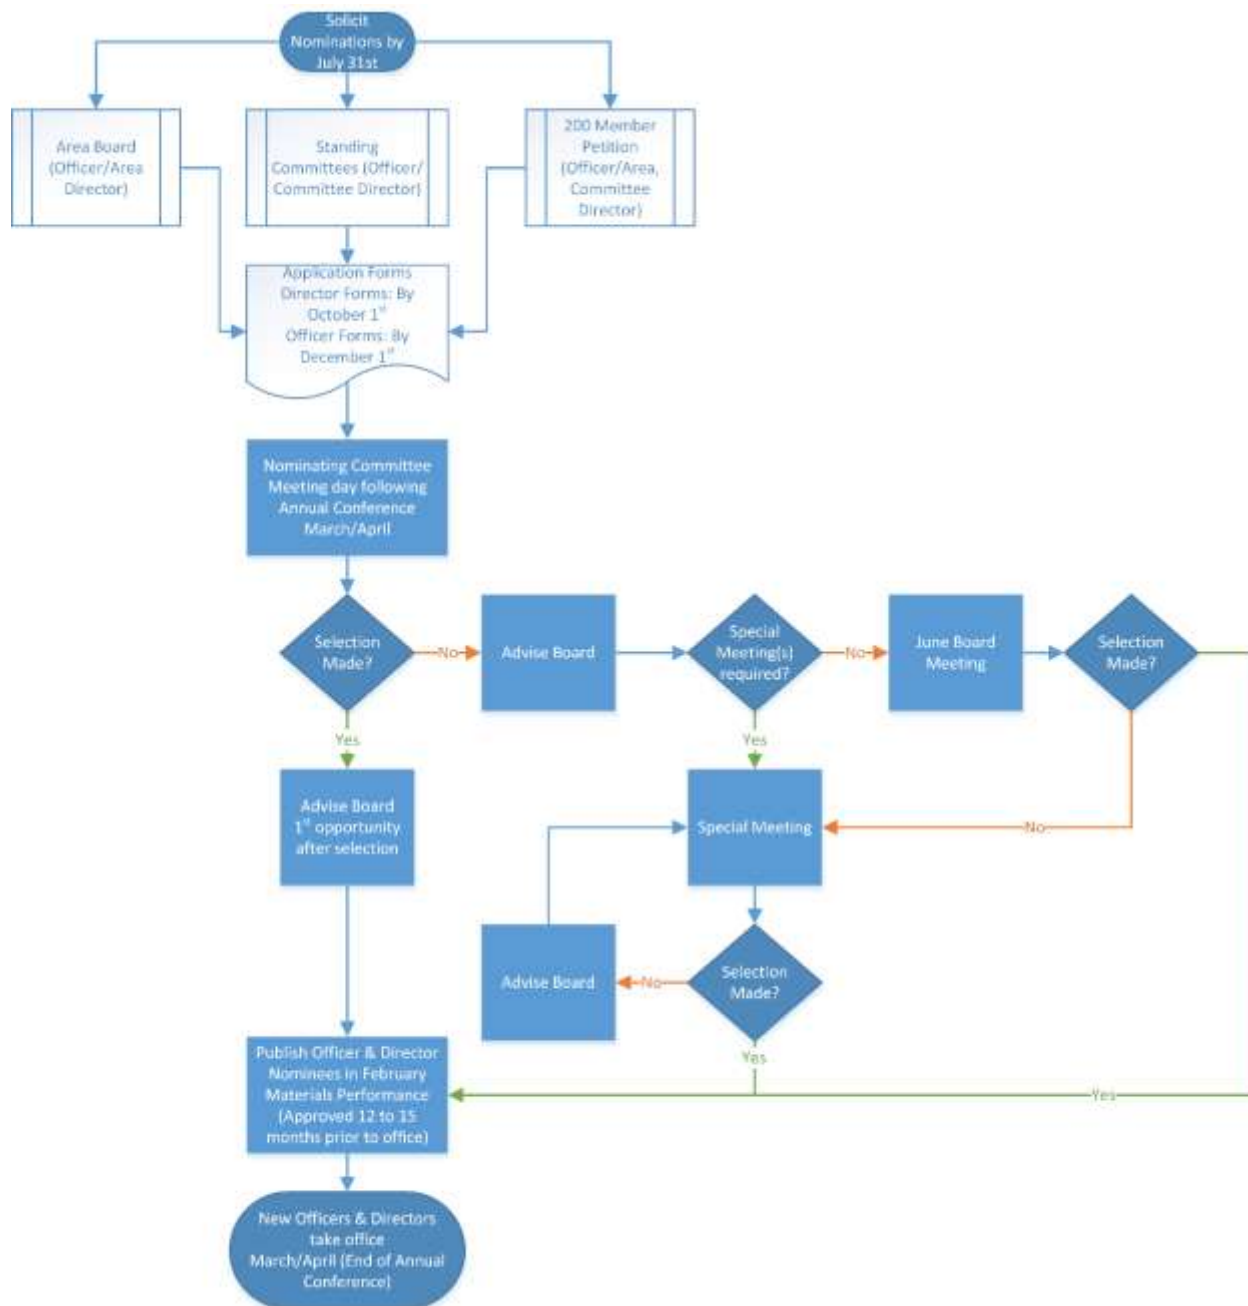 Solicit
Nominations by
July 31st
Area Board
(Officer/Area
Director)
Standing
Committees (Officer/
Committee Director)
200 Member
Petition
(Officer/Area,
Committee
Director)
Application Forms
Director Forms: By
October 1st
Officer Forms: By
December 1st
Nominating Committee
Meeting day following
Annual Conference
March/April
Selection
Made?
No
Advise Board
Special
Meeting(s)
required?
No
June Board
Meeting
Selection
Made?
Yes
Yes
Advise Board
1st opportunity
after selection
Special Meeting
No
Advise Board
No
Selection
Made?
Yes
Publish Officer & Director
Nominees in February
Materials Performance
(Approved 12 to 15
months prior to office)
Yes
New Officers & Directors
take office
March/April (End of Annual
Conference)